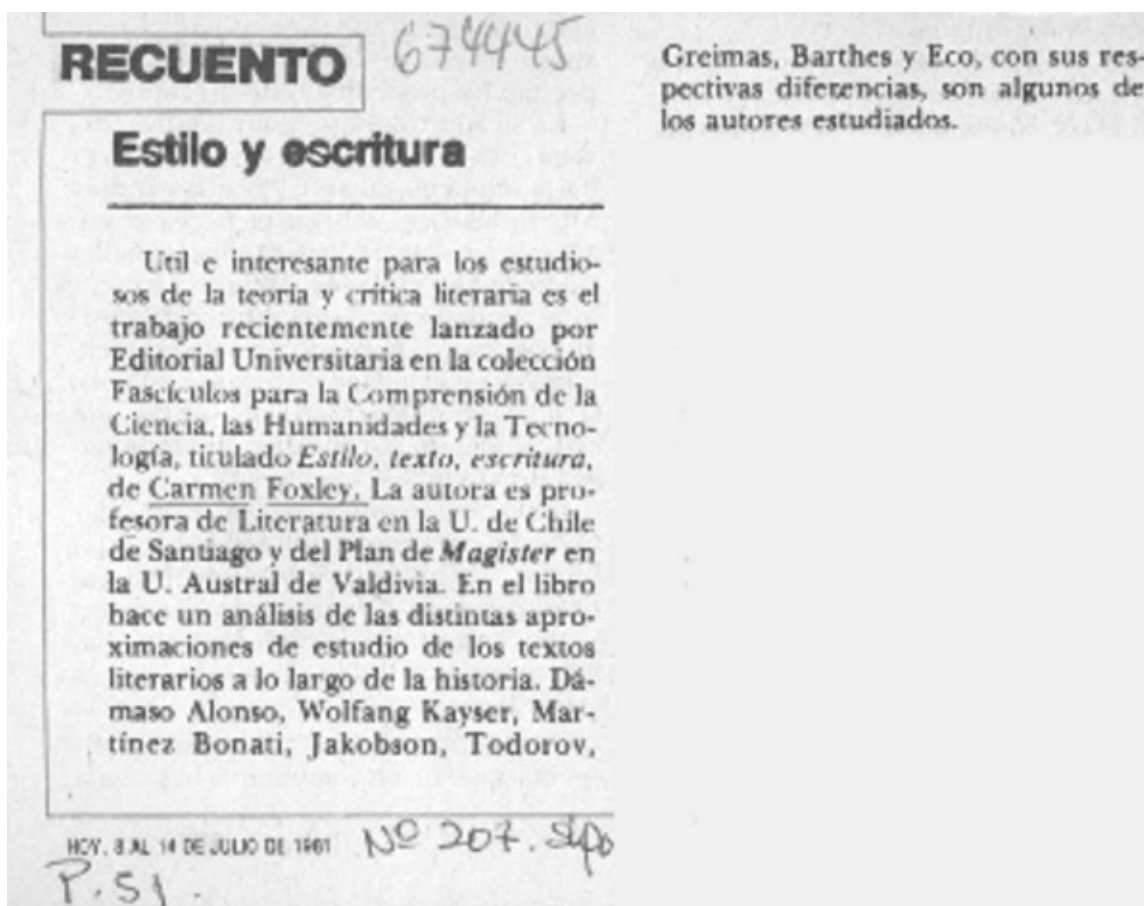 RECUENTO
674445
Estilo y escritura
Util e interesante para los estudio-
sos de la teoría y crítica literaria es el
trabajo recientemente lanzado por
Editorial Universitaria en la colección
Fascículos para la Comprensión de la
Ciencia, las Humanidades y la Tecno-
logía, titulado Estilo, texto, escritura,
de Carmen Foxley. La autora es pro-
fesora de Literatura en la U. de Chile
de Santiago y del Plan de Magister en
la U. Austral de Valdivia. En el libro
hace un análisis de las distintas apro-
ximaciones de estudio de los textos
literarios a lo largo de la historia. Dá-
maso Alonso, Wolfang Kayser, Mar-
tínez Bonati, Jakobson, Todorov,
Greimas, Barthes y Eco, con sus res-
pectivas diferencias, son algunos de
los autores estudiados.
HOY, 8 AL 14 DE JULIO DE 1981
Nº 207. Stgo
P. 51.